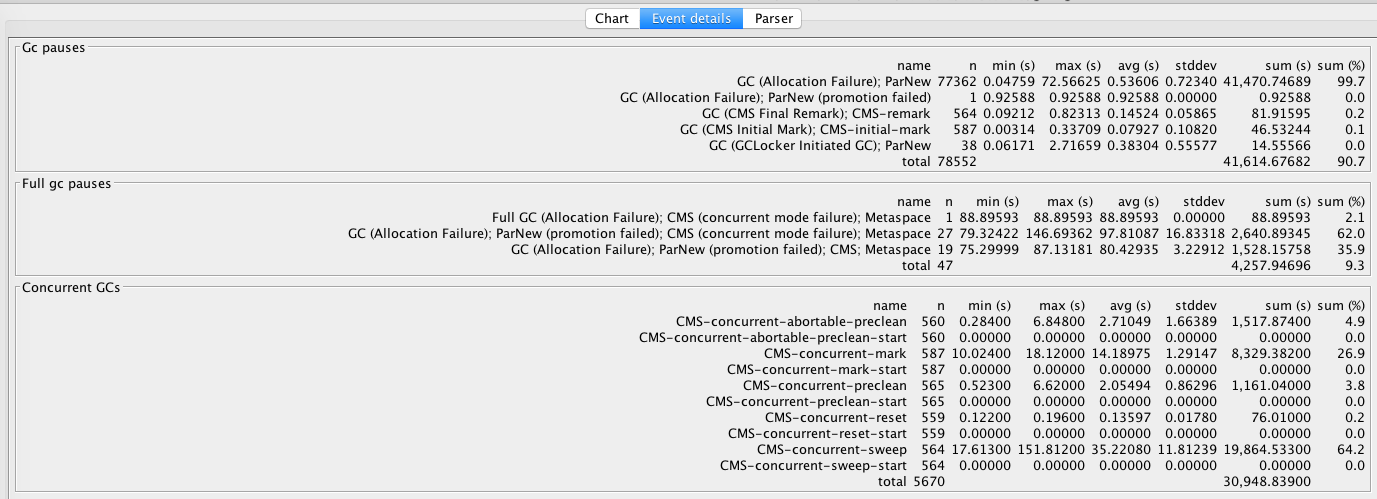 Chart Event details Parser
Gc pauses
name n min (s) max (s) avg (s) stddev sum (s) sum (%)
GC (Allocation Failure); ParNew 77362 0.04759 72.56625 0.53606 0.72340 41,470.74689 99.7
GC (Allocation Failure); ParNew (promotion failed) 1 0.92588 0.92588 0.92588 0.00000 0.92588 0.0
GC (CMS Final Remark); CMS-remark 564 0.09212 0.82313 0.14524 0.05865 81.91595 0.2
GC (CMS Initial Mark); CMS-initial-mark 587 0.00314 0.33709 0.07927 0.10820 46.53244 0.1
GC (GCLocker Initiated GC); ParNew 38 0.06171 2.71659 0.38304 0.55577 14.55566 0.0
total 78552 41,614.67682 90.7
Full gc pauses
name n min (s) max (s) avg (s) stddev sum (s) sum (%)
Full GC (Allocation Failure); CMS (concurrent mode failure); Metaspace 1 88.89593 88.89593 88.89593 0.00000 88.89593 2.1
GC (Allocation Failure); ParNew (promotion failed); CMS (concurrent mode failure); Metaspace 27 79.32422 146.69362 97.81087 16.83318 2,640.89345 62.0
GC (Allocation Failure); ParNew (promotion failed); CMS; Metaspace 19 75.29999 87.13181 80.42935 3.22912 1,528.15758 35.9
total 47 4,257.94696 9.3
Concurrent GCs
name n min (s) max (s) avg (s) stddev sum (s) sum (%)
CMS-concurrent-abortable-preclean 560 0.28400 6.84800 2.71049 1.66389 1,517.87400 4.9
CMS-concurrent-abortable-preclean-start 560 0.00000 0.00000 0.00000 0.00000 0.00000 0.0
CMS-concurrent-mark 587 10.02400 18.12000 14.18975 1.29147 8,329.38200 26.9
CMS-concurrent-mark-start 587 0.00000 0.00000 0.00000 0.00000 0.00000 0.0
CMS-concurrent-preclean 565 0.52300 6.62000 2.05494 0.86296 1,161.04000 3.8
CMS-concurrent-preclean-start 565 0.00000 0.00000 0.00000 0.00000 0.00000 0.0
CMS-concurrent-reset 559 0.12200 0.19600 0.13597 0.01780 76.01000 0.2
CMS-concurrent-reset-start 559 0.00000 0.00000 0.00000 0.00000 0.00000 0.0
CMS-concurrent-sweep 564 17.61300 151.81200 35.22080 11.81239 19,864.53300 64.2
CMS-concurrent-sweep-start 564 0.00000 0.00000 0.00000 0.00000 0.00000 0.0
total 5670 30,948.83900